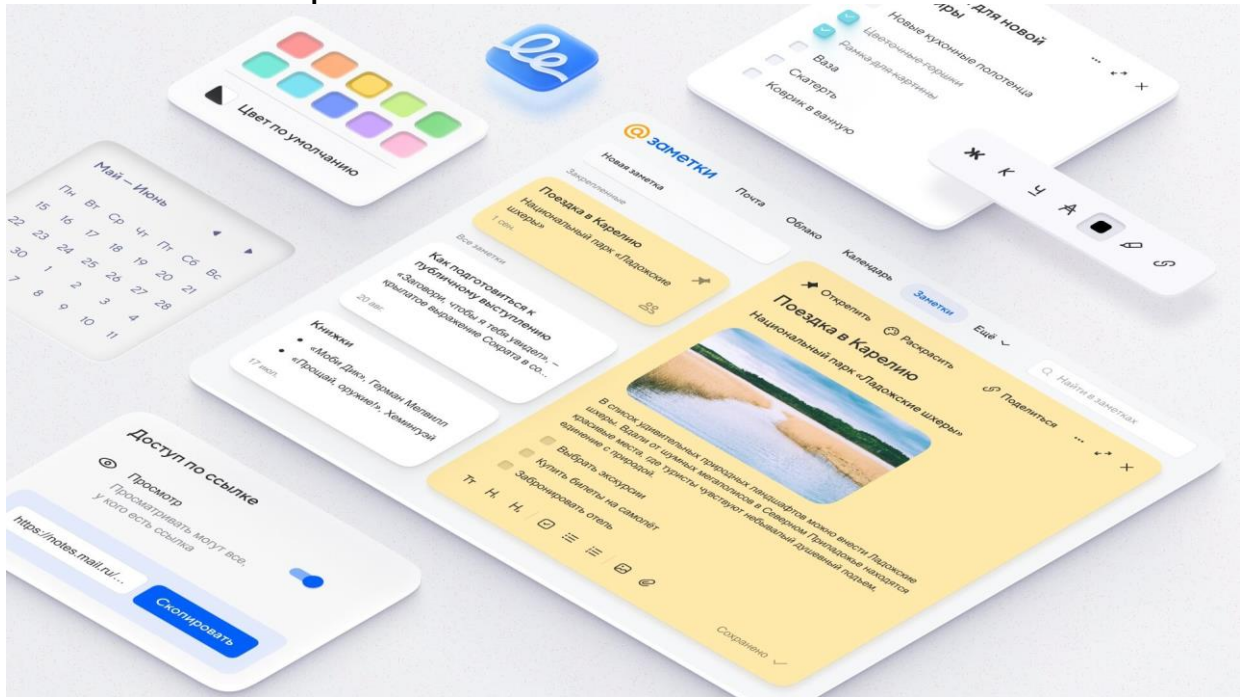 Цвет по умолчанию
Май – Июнь
Пн Вт Ср Чт Пт Сб Вс
15 16 17 18 19 20 21
22 23 24 25 26 27 28
30 1 2 3 4
7 8 9 10 11
для новой
Новые кухонные полотенца
Цветочные горшки
Рамка для картины
Ваза
Скатерть
Коврик в ванную
Ж К У А
@ заметки
Почта Облако Календарь Заметки Ещё
Найти в заметках
Новая заметка
Закрепленные
Поездка в Карелию
Национальный парк «Ладожские
шхеры»
1 сен.
Все заметки
Как подготовиться к
публичному выступлению
«Заговори, чтобы я тебя увидел», –
крылатое выражение Сократа в со...
20 авг.
Книжки
• «Моби Дик», Герман Мелвилл
• «Прощай, оружие!», Хемингуэй
17 июл.
Открепить Раскрасить Поделиться
Поездка в Карелию
Национальный парк «Ладожские шхеры»
В список удивительных природных ландшафтов можно внести Ладожские
шхеры. Вдали от шумных мегаполисов в Северном Приладожье находятся
красивые места, где туристы чувствуют небывалый душевный подъем,
единение с природой.
Выбрать экскурсии
Купить билеты на самолёт
Забронировать отель
Сохранено
Доступ по ссылке
Просмотр
Просматривать могут все,
у кого есть ссылка
https://notes.mail.ru/...
Скопировать